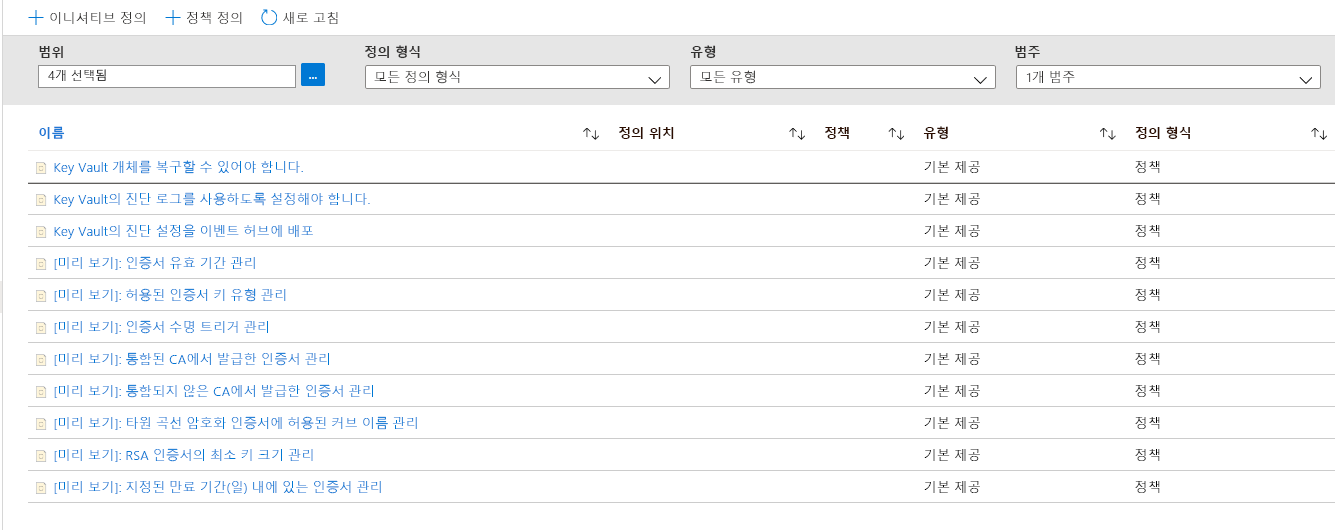 이니셔티브 정의 정책 정의 새로 고침
범위 정의 형식 유형 범주
4개 선택됨 ... 모든 정의 형식 모든 유형 1개 범주
이름 정의 위치 정책 유형 정의 형식
Key Vault 개체를 복구할 수 있어야 합니다. 기본 제공 정책
Key Vault의 진단 로그를 사용하도록 설정해야 합니다. 기본 제공 정책
Key Vault의 진단 설정을 이벤트 허브에 배포 기본 제공 정책
[미리 보기]: 인증서 유효 기간 관리 기본 제공 정책
[미리 보기]: 허용된 인증서 키 유형 관리 기본 제공 정책
[미리 보기]: 인증서 수명 트리거 관리 기본 제공 정책
[미리 보기]: 통합된 CA에서 발급한 인증서 관리 기본 제공 정책
[미리 보기]: 통합되지 않은 CA에서 발급한 인증서 관리 기본 제공 정책
[미리 보기]: 타원 곡선 암호화 인증서에 허용된 커브 이름 관리 기본 제공 정책
[미리 보기]: RSA 인증서의 최소 키 크기 관리 기본 제공 정책
[미리 보기]: 지정된 만료 기간(일) 내에 있는 인증서 관리 기본 제공 정책